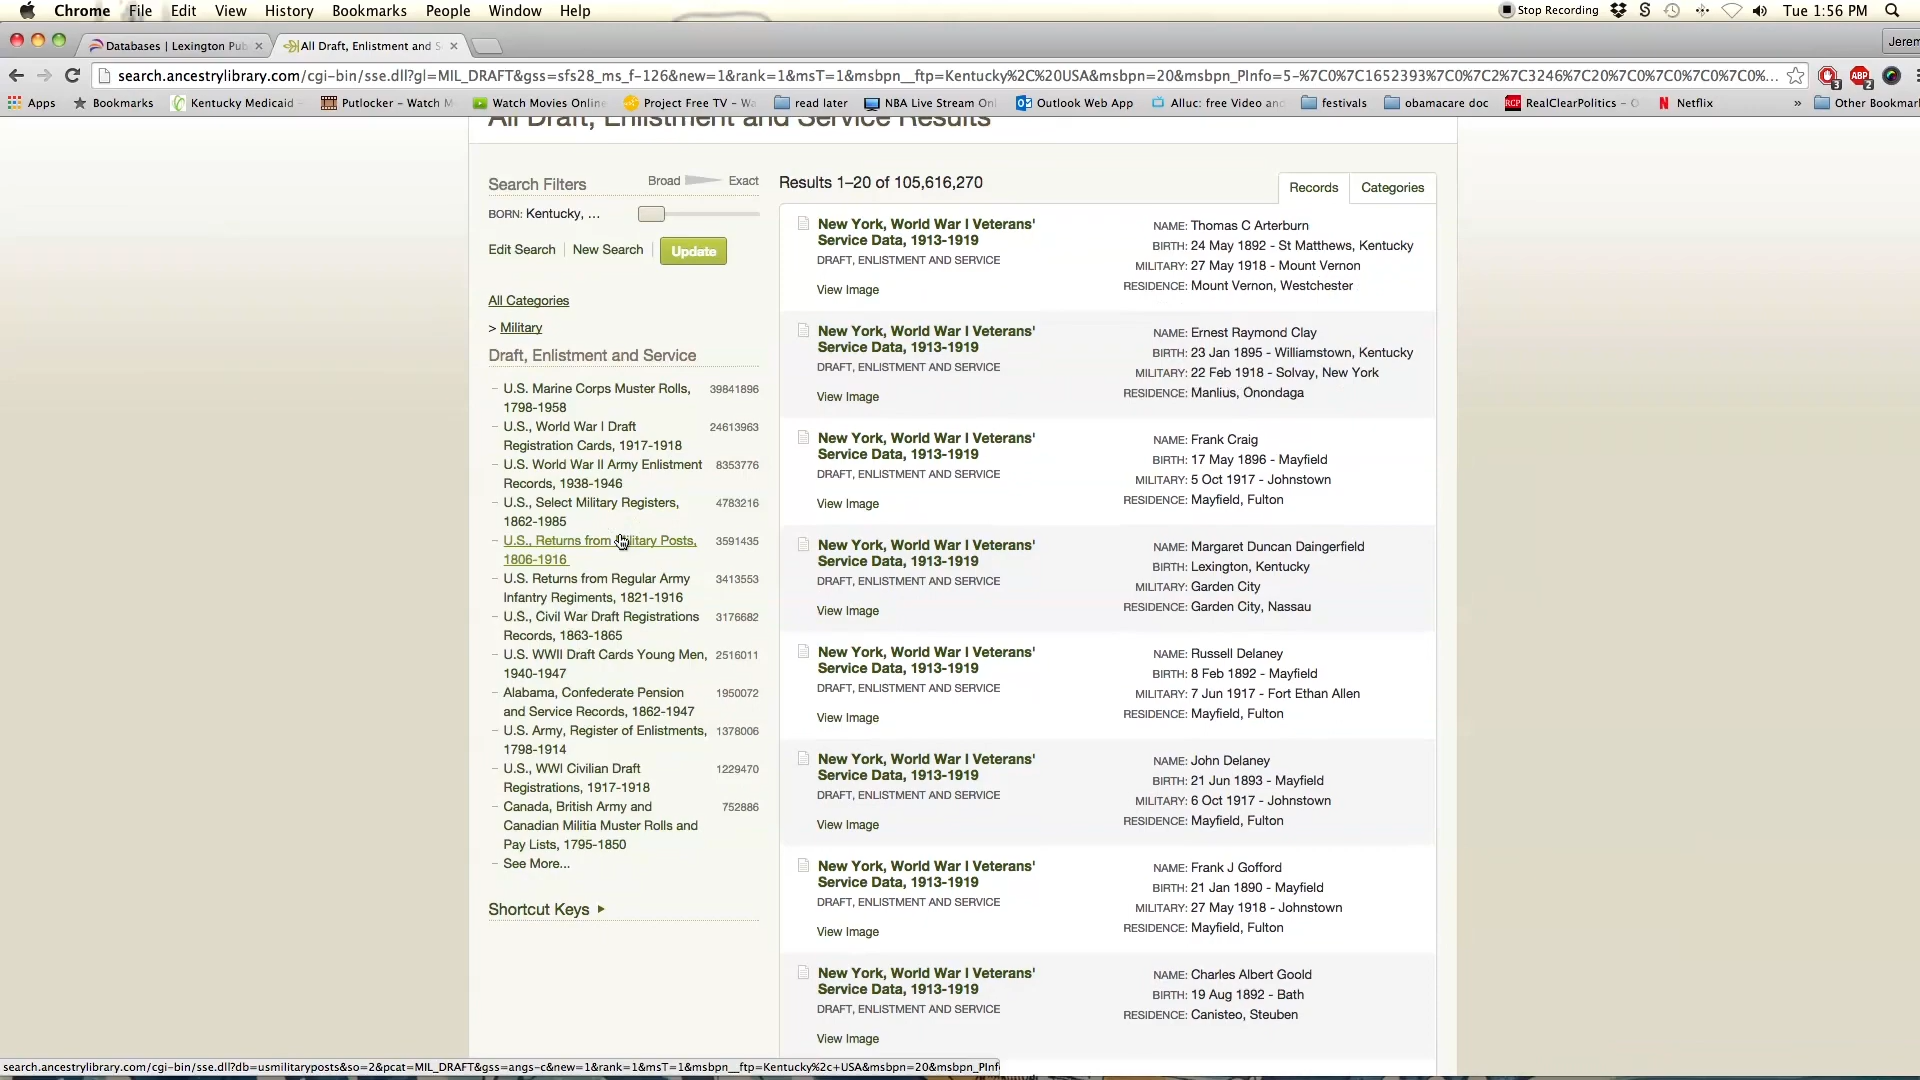 Chrome File Edit View History Bookmarks People Window Help Stop Recording Tue 1:56 PM
Databases | Lexington Pub All Draft, Enlistment and S Jerem
search.ancestrylibrary.com/cgi-bin/sse.dll?gl=MIL_DRAFT&gss=sfs28_ms_f-126&new=1&rank=1&msT=1&msbpn__ftp=Kentucky%2C%20USA&msbpn=20&msbpn_PInfo=5-%7C0%7C1652393%7C0%7C2%7C3246%7C20%7C0%7C0%7C0%7C0%... 3 ABP 2
Apps Bookmarks Kentucky Medicaid Putlocker – Watch M Watch Movies Online Project Free TV – Wa read later NBA Live Stream Onl Outlook Web App Alluc: free Video and festivals obamacare doc RCP RealClearPolitics – O Netflix » Other Bookmar
All Draft, Enlistment and Service Results
Search Filters Broad Exact
BORN: Kentucky, ...
Edit Search New Search Update
All Categories
> Military
Draft, Enlistment and Service
U.S. Marine Corps Muster Rolls, 39841896
1798-1958
U.S., World War I Draft 24613963
Registration Cards, 1917-1918
U.S. World War II Army Enlistment 8353776
Records, 1938-1946
U.S., Select Military Registers, 4783216
1862-1985
U.S., Returns from Military Posts, 3591435
1806-1916
U.S. Returns from Regular Army 3413553
Infantry Regiments, 1821-1916
U.S., Civil War Draft Registrations 3176682
Records, 1863-1865
U.S. WWII Draft Cards Young Men, 2516011
1940-1947
Alabama, Confederate Pension 1950072
and Service Records, 1862-1947
U.S. Army, Register of Enlistments, 1378006
1798-1914
U.S., WWI Civilian Draft 1229470
Registrations, 1917-1918
Canada, British Army and 752886
Canadian Militia Muster Rolls and
Pay Lists, 1795-1850
See More...
Shortcut Keys
Results 1–20 of 105,616,270 Records Categories
New York, World War I Veterans'
Service Data, 1913-1919
DRAFT, ENLISTMENT AND SERVICE
View Image
NAME: Thomas C Arterburn
BIRTH: 24 May 1892 - St Matthews, Kentucky
MILITARY: 27 May 1918 - Mount Vernon
RESIDENCE: Mount Vernon, Westchester
New York, World War I Veterans'
Service Data, 1913-1919
DRAFT, ENLISTMENT AND SERVICE
View Image
NAME: Ernest Raymond Clay
BIRTH: 23 Jan 1895 - Williamstown, Kentucky
MILITARY: 22 Feb 1918 - Solvay, New York
RESIDENCE: Manlius, Onondaga
New York, World War I Veterans'
Service Data, 1913-1919
DRAFT, ENLISTMENT AND SERVICE
View Image
NAME: Frank Craig
BIRTH: 17 May 1896 - Mayfield
MILITARY: 5 Oct 1917 - Johnstown
RESIDENCE: Mayfield, Fulton
New York, World War I Veterans'
Service Data, 1913-1919
DRAFT, ENLISTMENT AND SERVICE
View Image
NAME: Margaret Duncan Daingerfield
BIRTH: Lexington, Kentucky
MILITARY: Garden City
RESIDENCE: Garden City, Nassau
New York, World War I Veterans'
Service Data, 1913-1919
DRAFT, ENLISTMENT AND SERVICE
View Image
NAME: Russell Delaney
BIRTH: 8 Feb 1892 - Mayfield
MILITARY: 7 Jun 1917 - Fort Ethan Allen
RESIDENCE: Mayfield, Fulton
New York, World War I Veterans'
Service Data, 1913-1919
DRAFT, ENLISTMENT AND SERVICE
View Image
NAME: John Delaney
BIRTH: 21 Jun 1893 - Mayfield
MILITARY: 6 Oct 1917 - Johnstown
RESIDENCE: Mayfield, Fulton
New York, World War I Veterans'
Service Data, 1913-1919
DRAFT, ENLISTMENT AND SERVICE
View Image
NAME: Frank J Gofford
BIRTH: 21 Jan 1890 - Mayfield
MILITARY: 27 May 1918 - Johnstown
RESIDENCE: Mayfield, Fulton
New York, World War I Veterans'
Service Data, 1913-1919
DRAFT, ENLISTMENT AND SERVICE
View Image
NAME: Charles Albert Goold
BIRTH: 19 Aug 1892 - Bath
RESIDENCE: Canisteo, Steuben
search.ancestrylibrary.com/cgi-bin/sse.dll?db=usmilitaryposts&so=2&pcat=MIL_DRAFT&gss=angs-c&new=1&rank=1&msT=1&msbpn__ftp=Kentucky%2c+USA&msbpn=20&msbpn_PInf